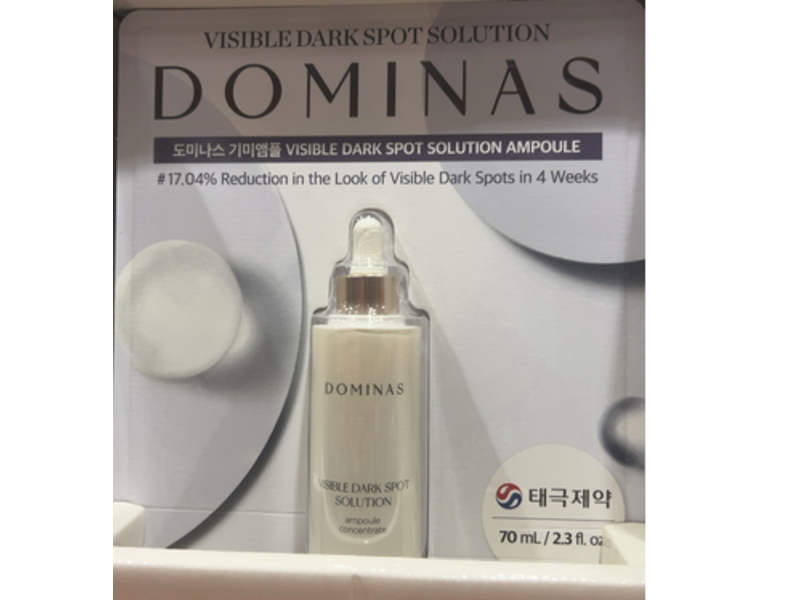 VISIBLE DARK SPOT SOLUTION
DOMINAS
도미나스 기미앰플 VISIBLE DARK SPOT SOLUTION AMPOULE
#17.04% Reduction in the Look of Visible Dark Spots in 4 Weeks
DOMINAS
VISIBLE DARK SPOT
SOLUTION
ampoule
concentrate
태극제약
70 mL / 2.3 fl. oz